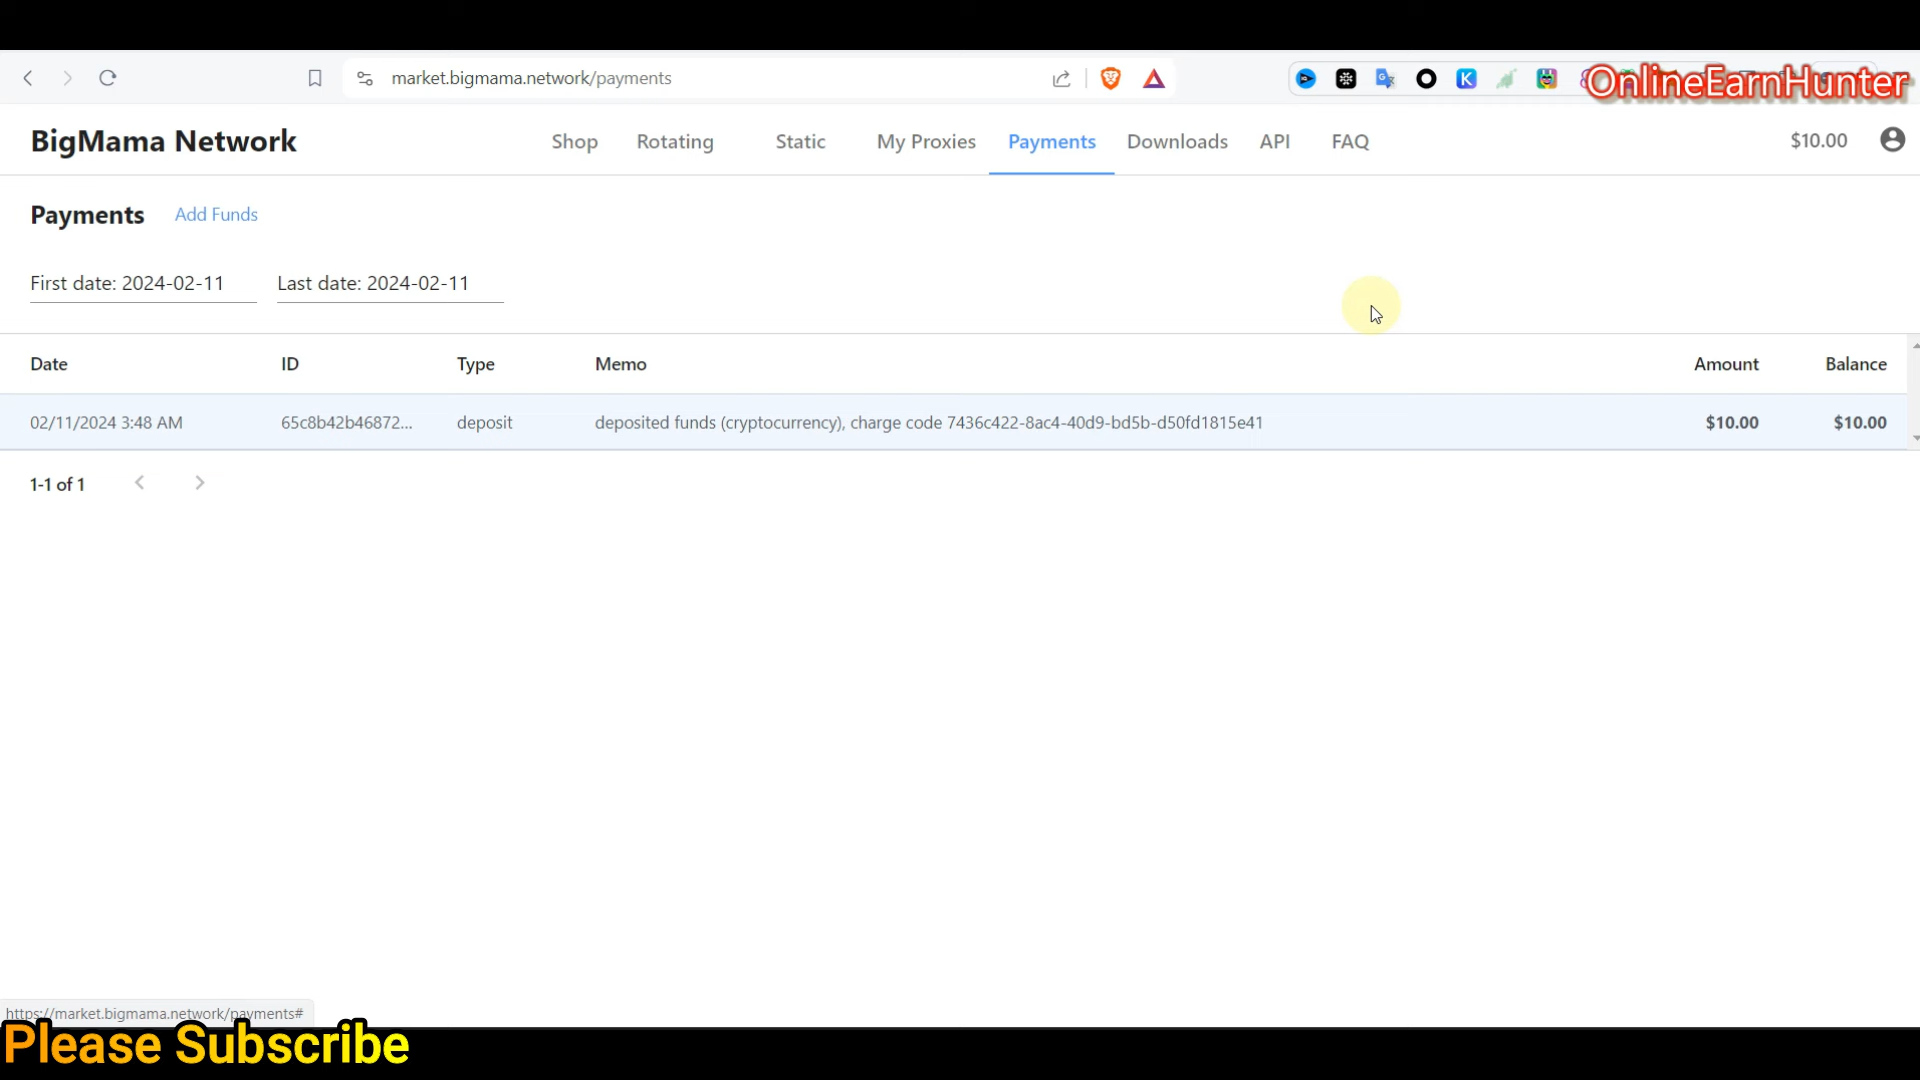 market.bigmama.network/payments
OnlineEarnHunter
BigMama Network
Shop Rotating Static My Proxies Payments Downloads API FAQ $10.00
Payments Add Funds
First date: 2024-02-11 Last date: 2024-02-11
Date ID Type Memo Amount Balance
02/11/2024 3:48 AM 65c8b42b46872... deposit deposited funds (cryptocurrency), charge code 7436c422-8ac4-40d9-bd5b-d50fd1815e41 $10.00 $10.00
1-1 of 1
https://market.bigmama.network/payments#
Please Subscribe